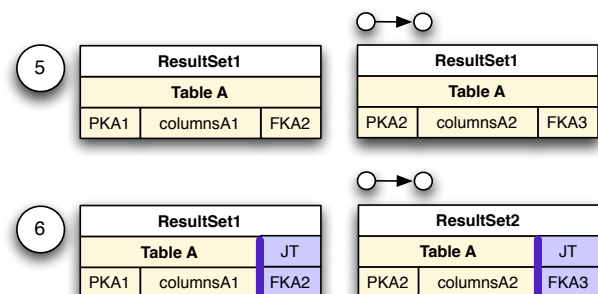 5
ResultSet1
Table A
PKA1 columnsA1 FKA2
ResultSet1
Table A
PKA2 columnsA2 FKA3
6
ResultSet1
Table A JT
PKA1 columnsA1 FKA2
ResultSet2
Table A JT
PKA2 columnsA2 FKA3